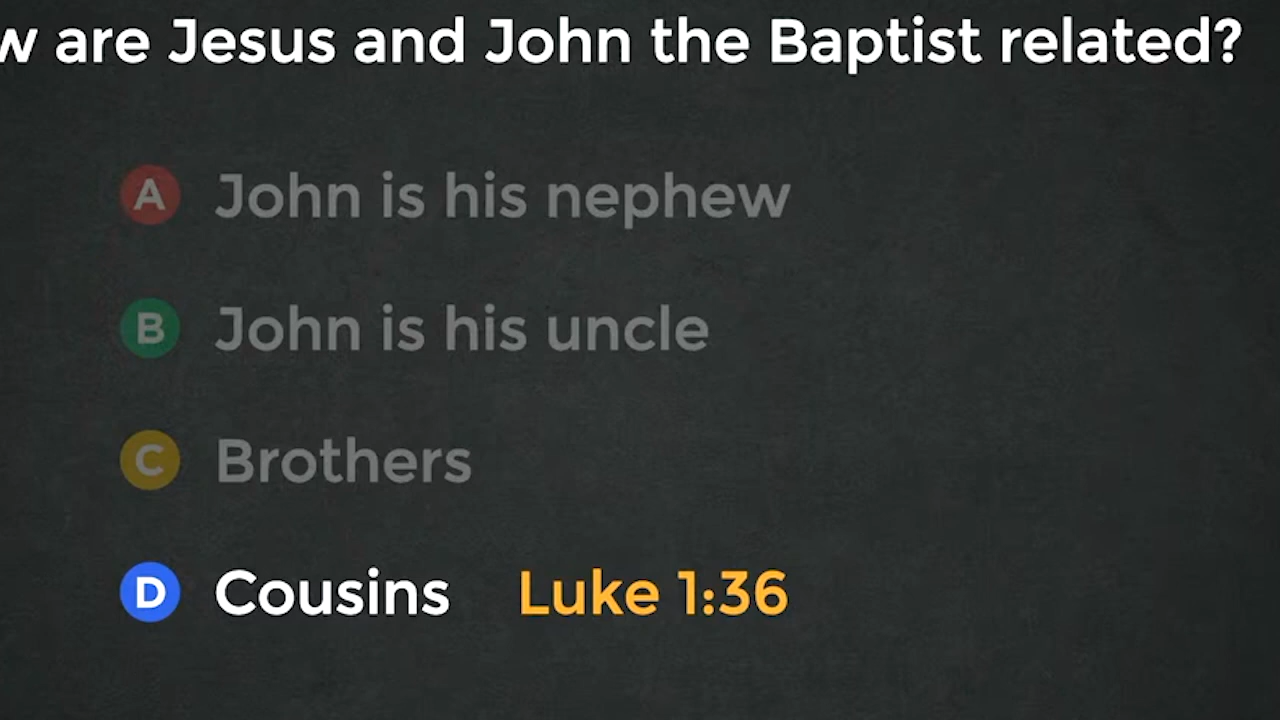 w are Jesus and John the Baptist related?
A John is his nephew
B John is his uncle
C Brothers
D Cousins Luke 1:36